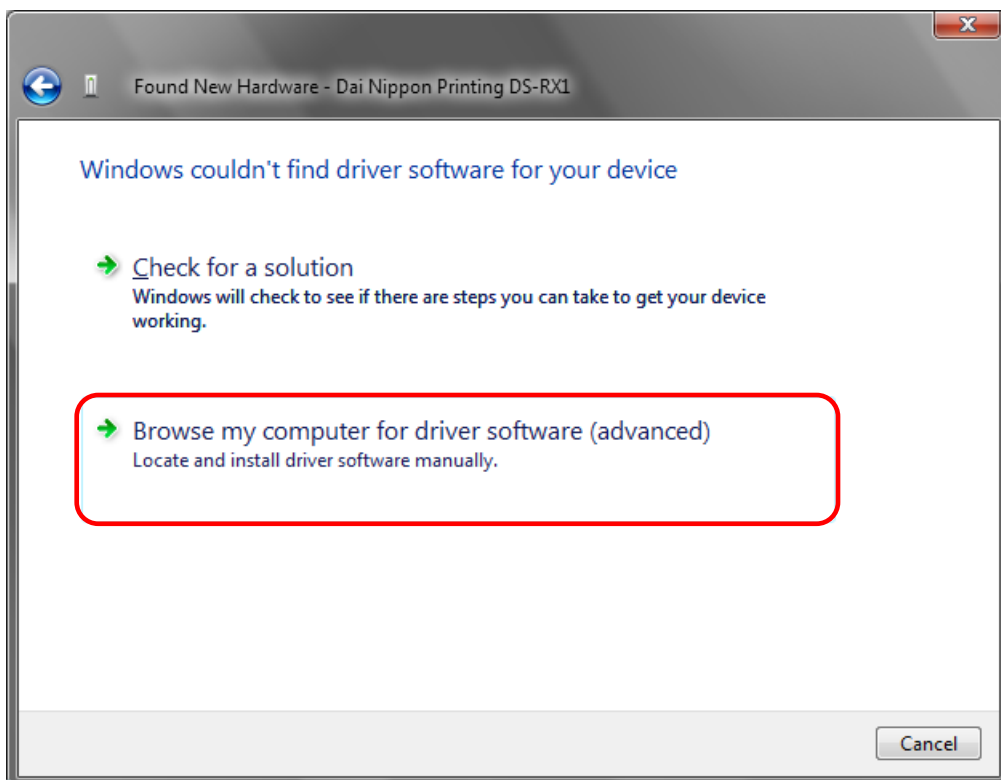 Found New Hardware - Dai Nippon Printing DS-RX1
Windows couldn't find driver software for your device
Check for a solution
Windows will check to see if there are steps you can take to get your device
working.
Browse my computer for driver software (advanced)
Locate and install driver software manually.
Cancel